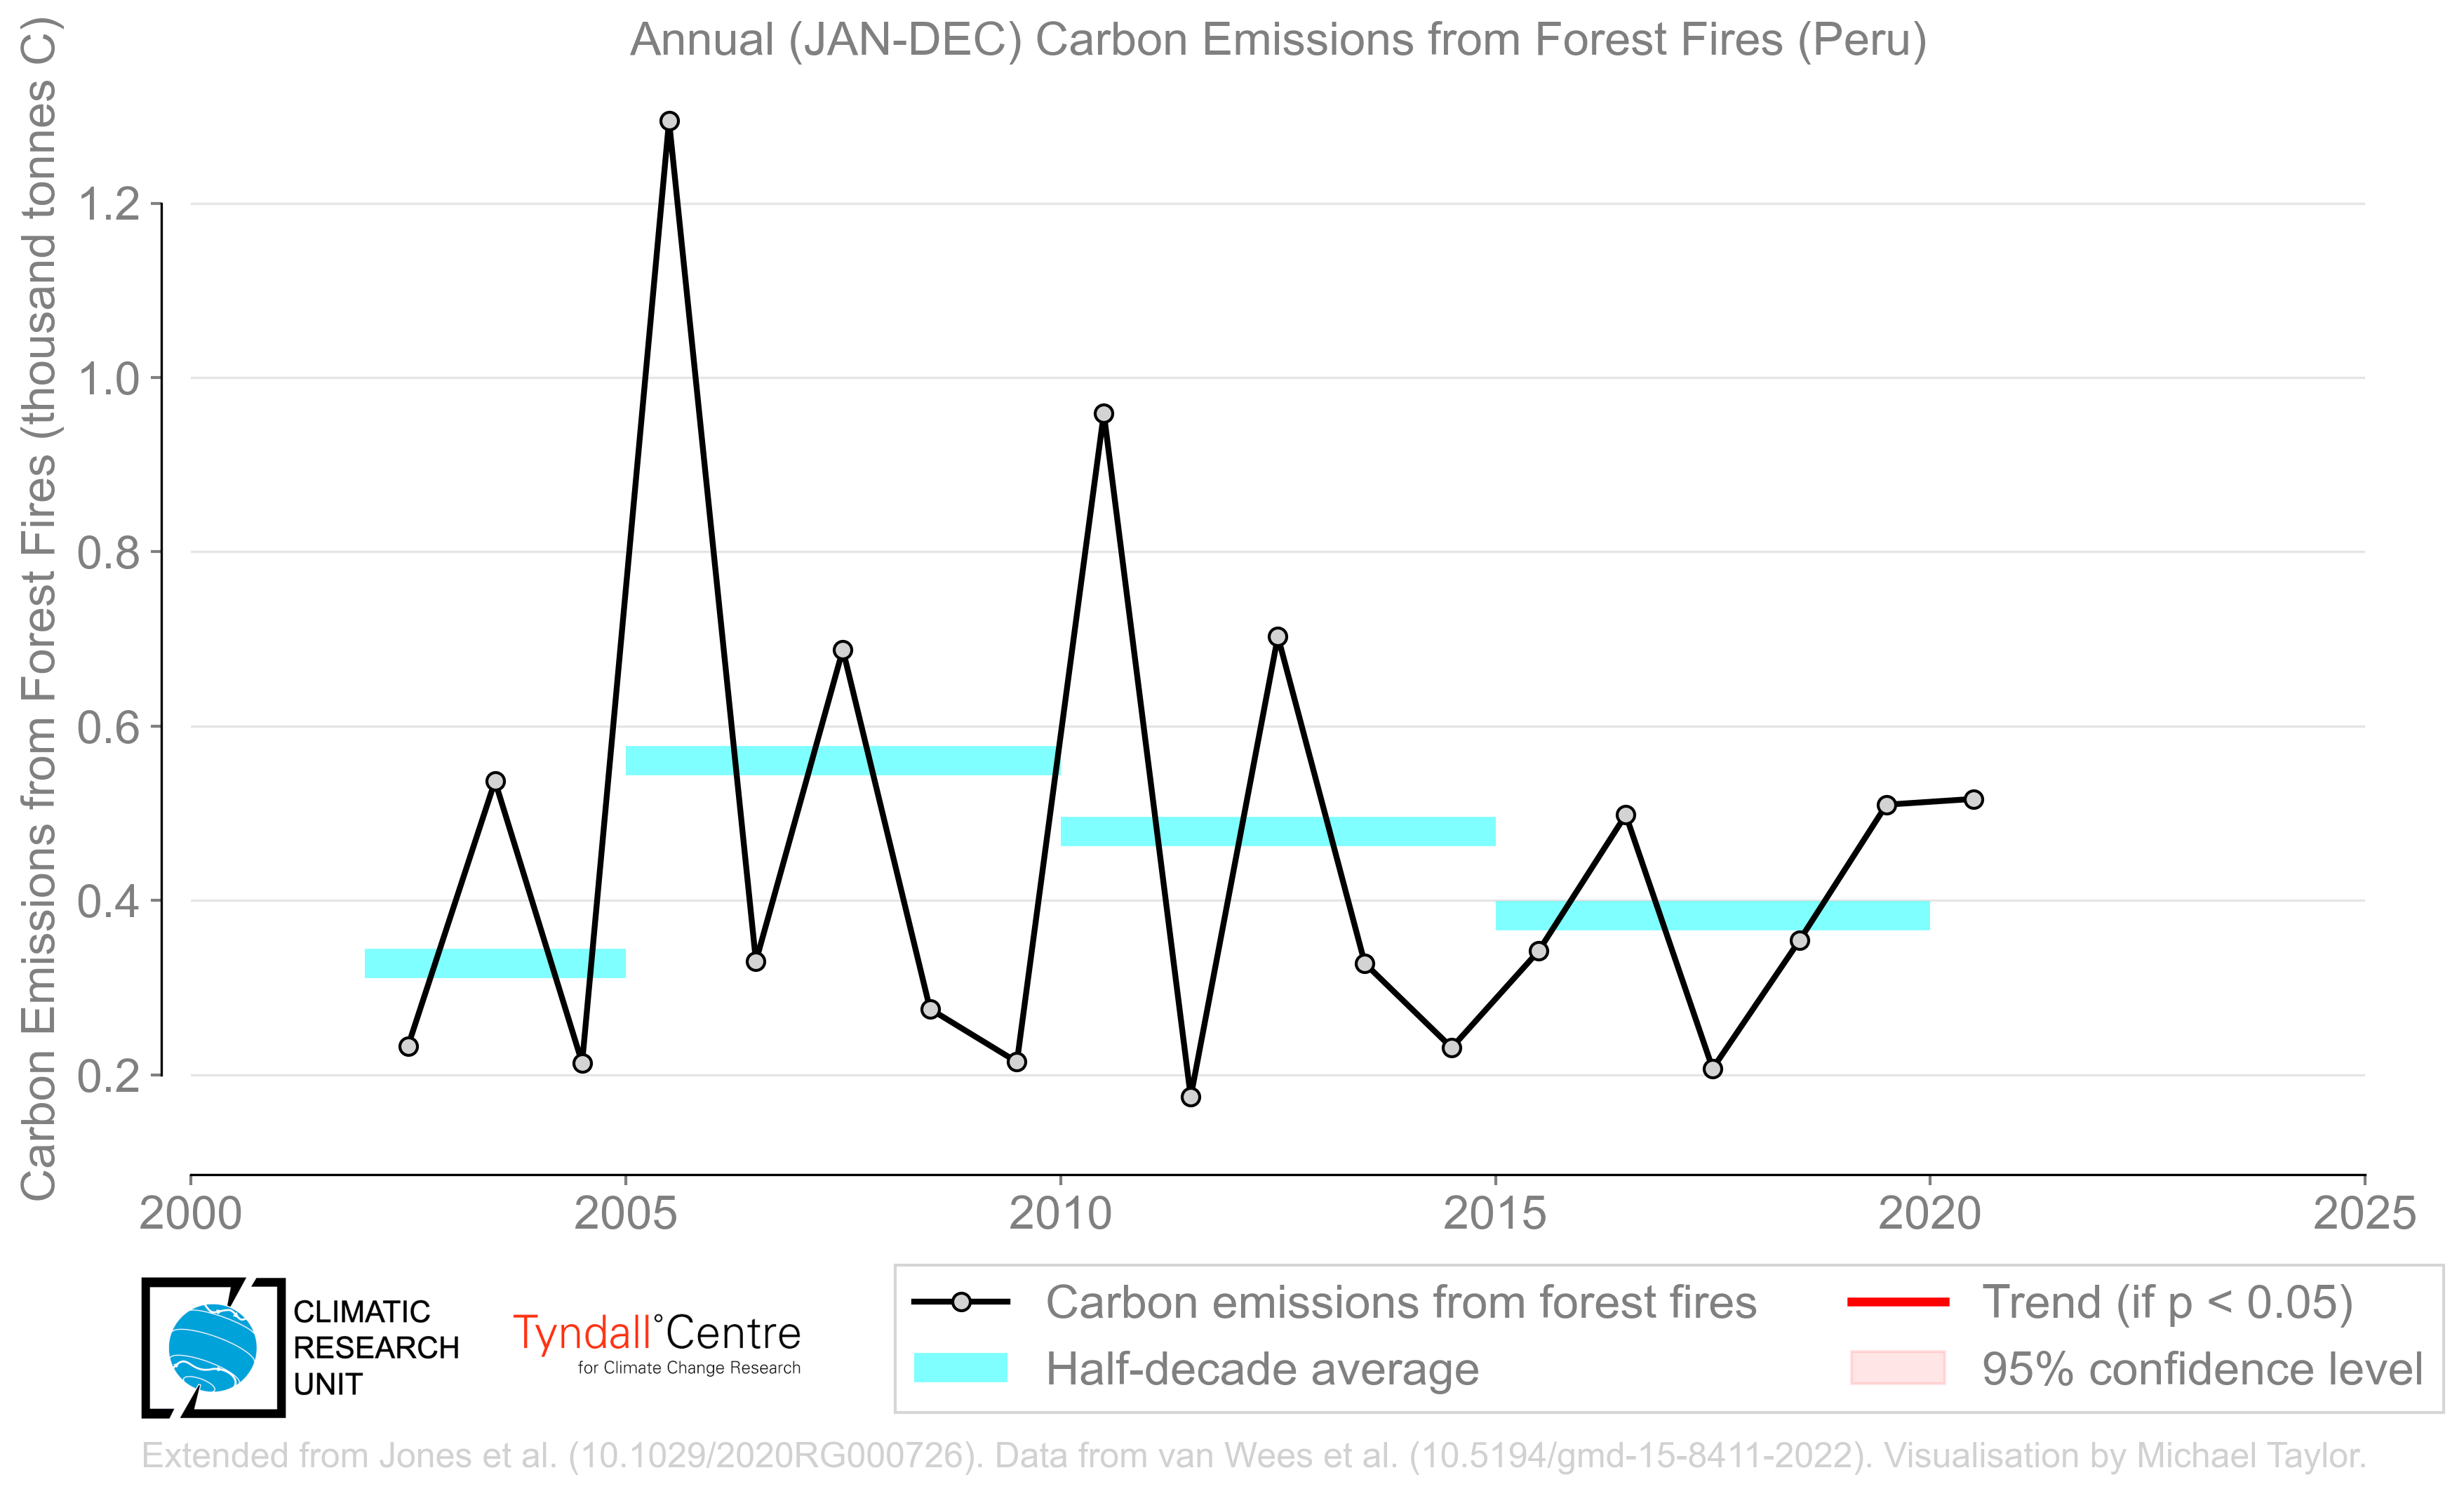 Annual (JAN-DEC) Carbon Emissions from Forest Fires (Peru)
Carbon Emissions from Forest Fires (thousand tonnes C)
1.2
1.0
0.8
0.6
0.4
0.2
2000 2005 2010 2015 2020 2025
Carbon emissions from forest fires
Half-decade average
Trend (if p < 0.05)
95% confidence level
CLIMATIC
RESEARCH
UNIT
Tyndall°Centre
for Climate Change Research
Extended from Jones et al. (10.1029/2020RG000726). Data from van Wees et al. (10.5194/gmd-15-8411-2022). Visualisation by Michael Taylor.